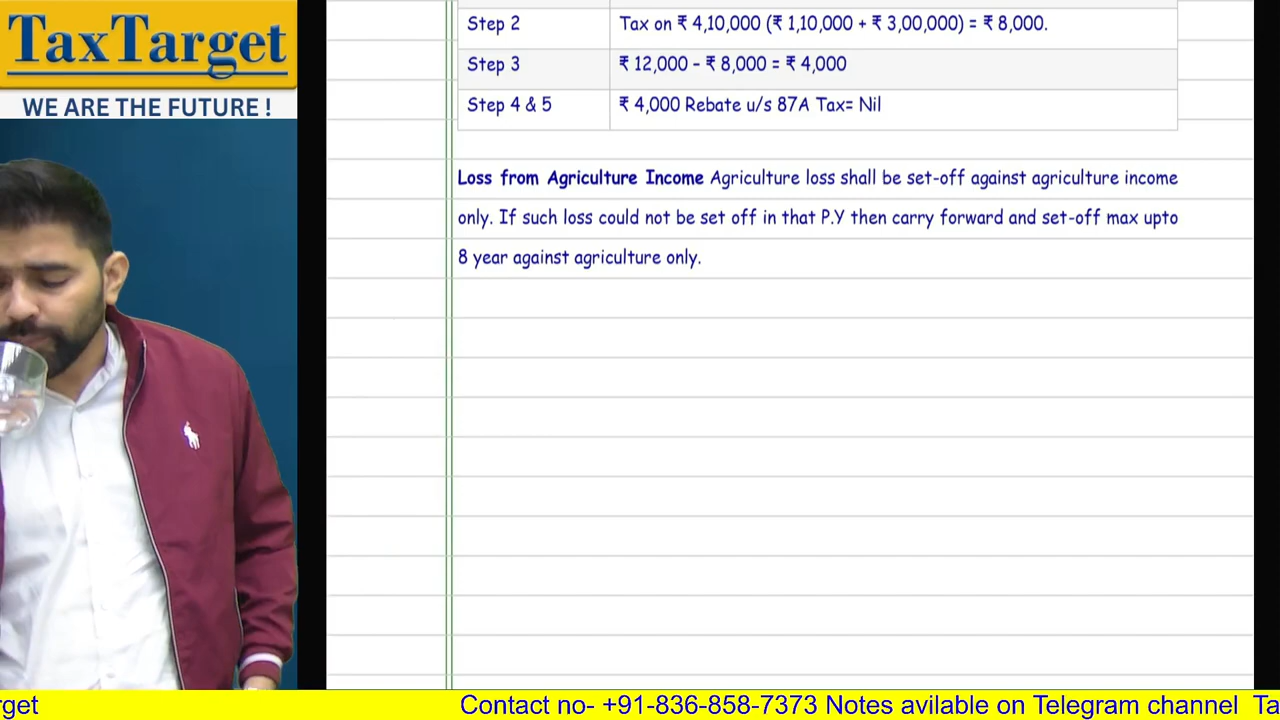 TaxTarget
WE ARE THE FUTURE !
Step 2 Tax on ₹ 4,10,000 (₹ 1,10,000 + ₹ 3,00,000) = ₹ 8,000.
Step 3 ₹ 12,000 – ₹ 8,000 = ₹ 4,000
Step 4 & 5 ₹ 4,000 Rebate u/s 87A Tax= Nil
Loss from Agriculture Income Agriculture loss shall be set-off against agriculture income
only. If such loss could not be set off in that P.Y then carry forward and set-off max upto
8 year against agriculture only.
rget Contact no- +91-836-858-7373 Notes avilable on Telegram channel Ta